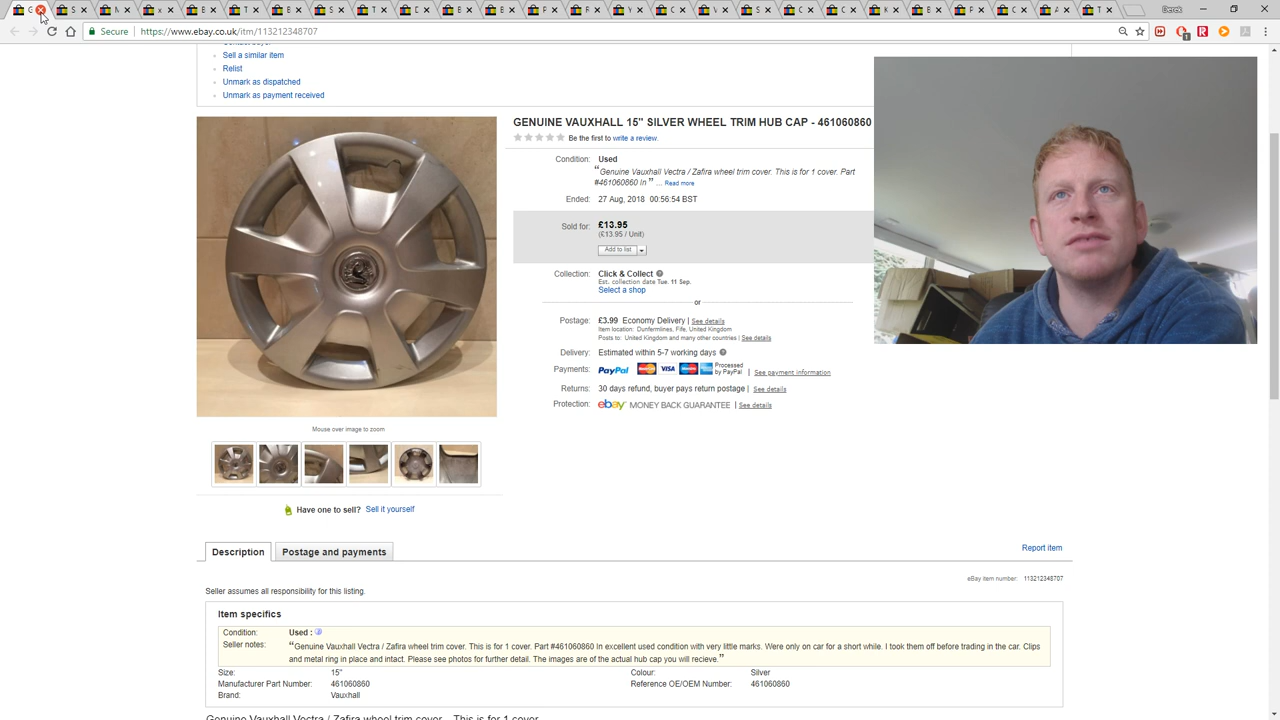 G
S
M
x
B
T
B
S
T
D
B
B
P
R
Y
C
C
V
S
C
C
K
B
P
C
A
T
Derek
Secure
https://www.ebay.co.uk/itm/113212348707
1
Sell a similar item
Relist
Unmark as dispatched
Unmark as payment received
GENUINE VAUXHALL 15" SILVER WHEEL TRIM HUB CAP - 461060860
Be the first to write a review.
Condition: Used
“Genuine Vauxhall Vectra / Zafira wheel trim cover. This is for 1 cover. Part
#461060860 In ” ... Read more
Ended: 27 Aug, 2018 00:56:54 BST
Sold for: £13.95
(£13.95 / Unit)
Add to list
Collection: Click & Collect
Est. collection date Tue. 11 Sep.
Select a shop
or
Postage: £3.99 Economy Delivery | See details
Item location: Dunfermlines, Fife, United Kingdom
Posts to: United Kingdom and many other countries | See details
Delivery: Estimated within 5-7 working days
Payments: PayPal VISA Processed by PayPal | See payment information
Returns: 30 days refund, buyer pays return postage | See details
Protection: ebay MONEY BACK GUARANTEE | See details
Mouse over image to zoom
Have one to sell? Sell it yourself
Description
Postage and payments
Report item
eBay item number: 113212348707
Seller assumes all responsibility for this listing.
Item specifics
Condition: Used :
Seller notes: “Genuine Vauxhall Vectra / Zafira wheel trim cover. This is for 1 cover. Part #461060860 In excellent used condition with very little marks. Were only on car for a short while. I took them off before trading in the car. Clips
and metal ring in place and intact. Please see photos for further detail. The images are of the actual hub cap you will recieve.”
Size: 15" Colour: Silver
Manufacturer Part Number: 461060860 Reference OE/OEM Number: 461060860
Brand: Vauxhall
Genuine Vauxhall Vectra / Zafira wheel trim cover. This is for 1 cover